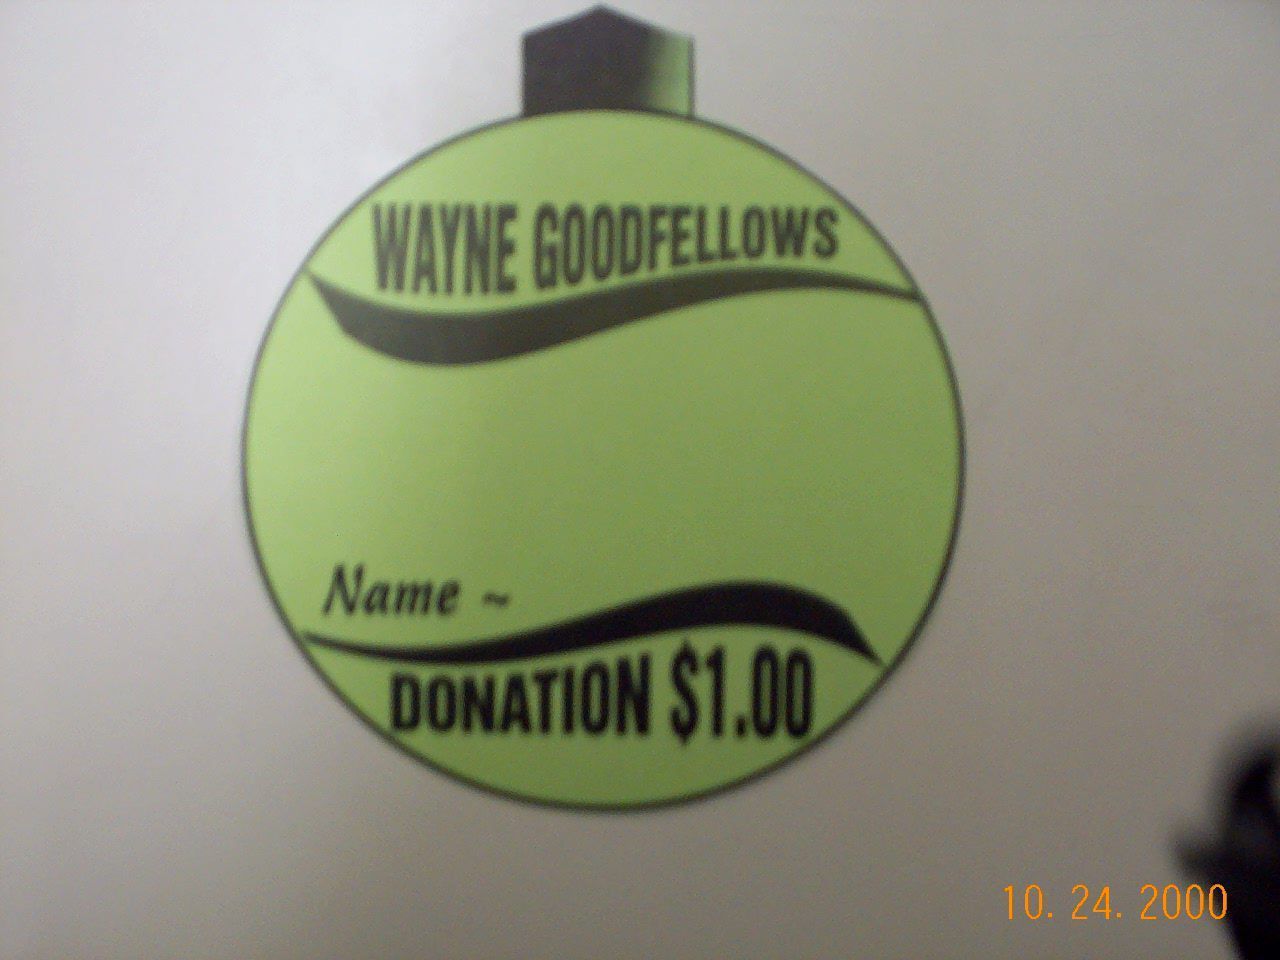 WAYNE GOODFELLOWS
Name ~
DONATION $1.00
10. 24. 2000